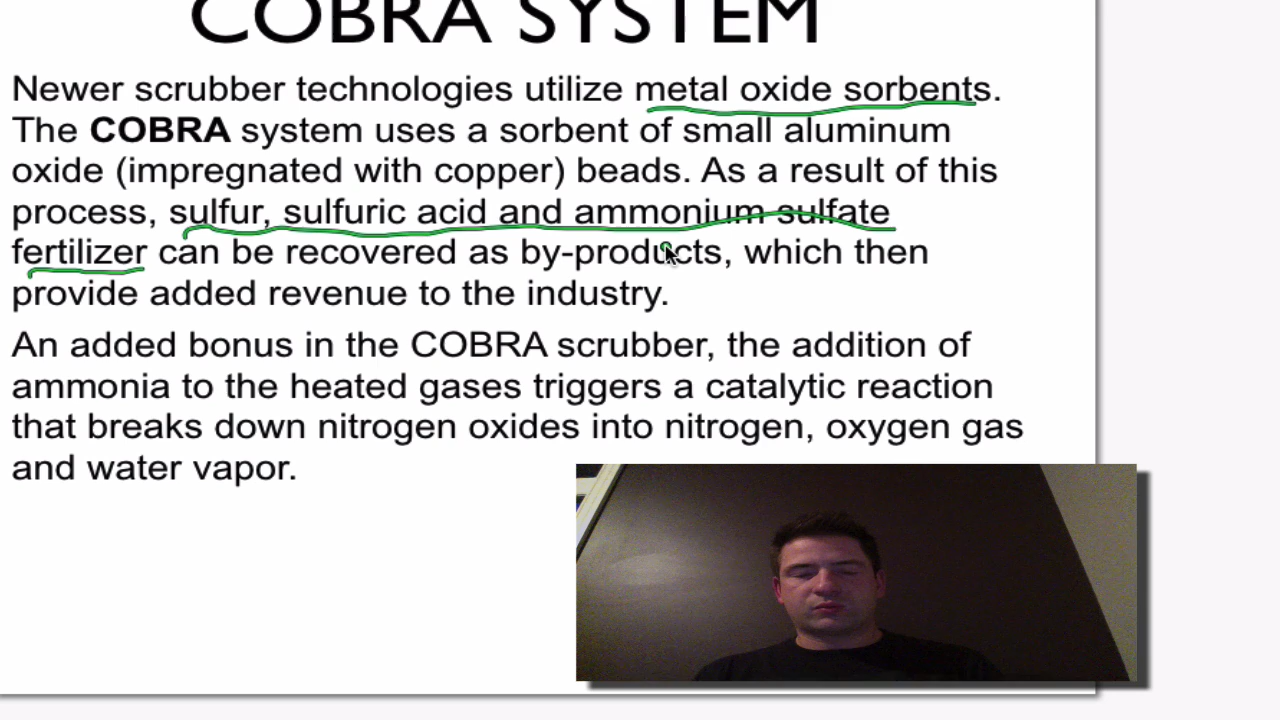 COBRA SYSTEM
Newer scrubber technologies utilize metal oxide sorbents.
The COBRA system uses a sorbent of small aluminum
oxide (impregnated with copper) beads. As a result of this
process, sulfur, sulfuric acid and ammonium sulfate
fertilizer can be recovered as by-products, which then
provide added revenue to the industry.
An added bonus in the COBRA scrubber, the addition of
ammonia to the heated gases triggers a catalytic reaction
that breaks down nitrogen oxides into nitrogen, oxygen gas
and water vapor.